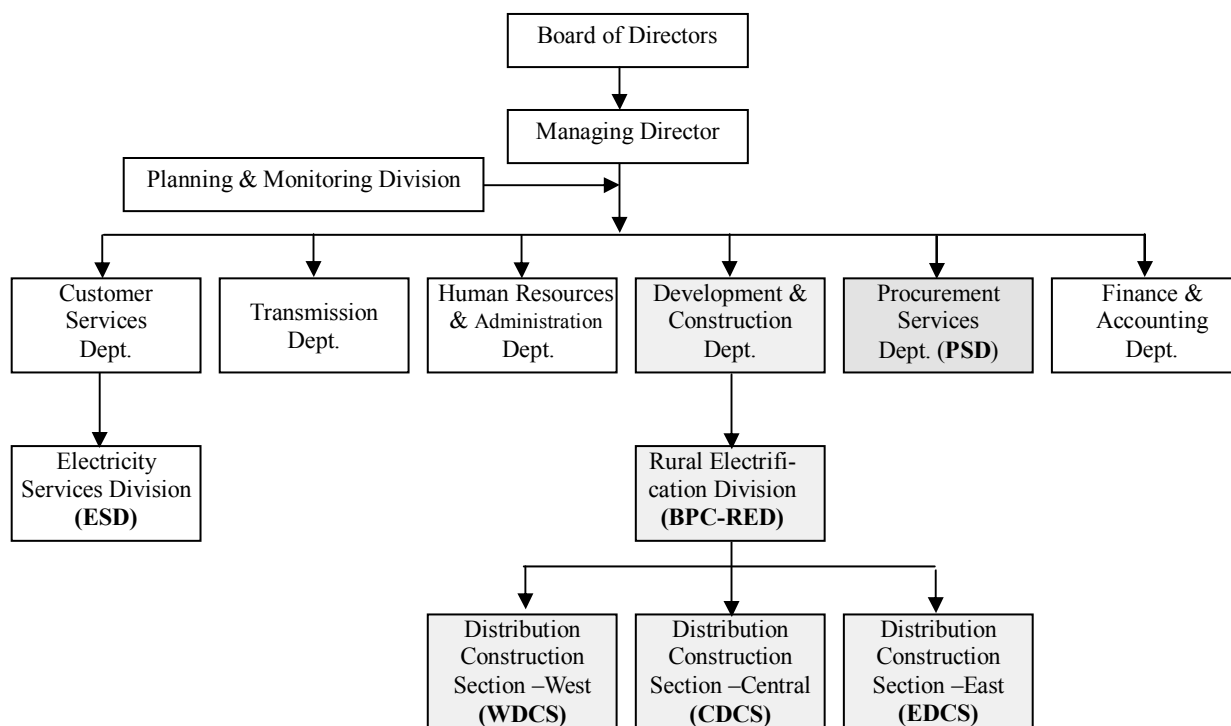 Board of Directors
Managing Director
Planning & Monitoring Division
Customer
Services
Dept.
Transmission
Dept.
Human Resources
& Administration
Dept.
Development &
Construction
Dept.
Procurement
Services
Dept. (PSD)
Finance &
Accounting
Dept.
Electricity
Services Division
(ESD)
Rural Electrifi-
cation Division
(BPC-RED)
Distribution
Construction
Section –West
(WDCS)
Distribution
Construction
Section –Central
(CDCS)
Distribution
Construction
Section –East
(EDCS)